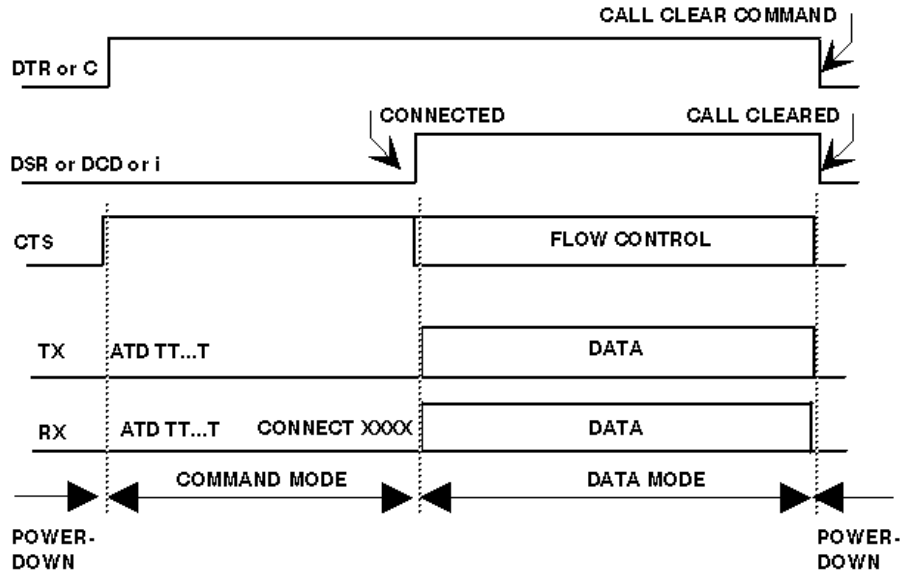 CALL CLEAR COMMAND
DTR or C
CONNECTED
CALL CLEARED
DSR or DCD or i
CTS
FLOW CONTROL
TX
ATD TT...T
DATA
RX
ATD TT...T
CONNECT XXXX
DATA
COMMAND MODE
DATA MODE
POWER-
DOWN
POWER-
DOWN